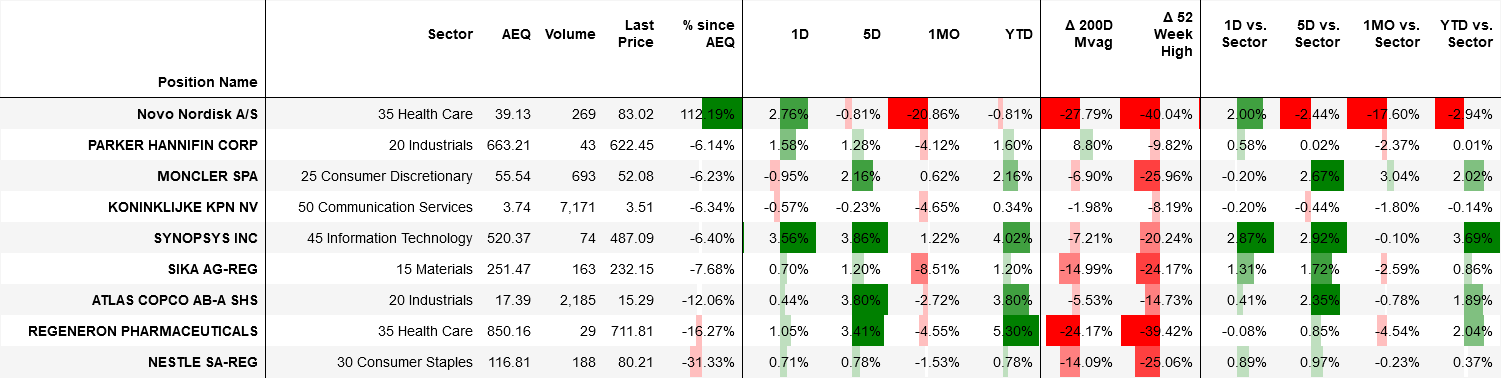 Position Name Sector AEQ Volume Last Price % since AEQ 1D 5D 1MO YTD Δ 200D Mvag Δ 52 Week High 1D vs. Sector 5D vs. Sector 1MO vs. Sector YTD vs. Sector
Novo Nordisk A/S 35 Health Care 39.13 269 83.02 112.19% 2.76% -0.81% -20.86% -0.81% -27.79% -40.04% 2.00% -2.44% -17.60% -2.94%
PARKER HANNIFIN CORP 20 Industrials 663.21 43 622.45 -6.14% 1.58% 1.28% -4.12% 1.60% 8.80% -9.82% 0.58% 0.02% -2.37% 0.01%
MONCLER SPA 25 Consumer Discretionary 55.54 693 52.08 -6.23% -0.95% 2.16% 0.62% 2.16% -6.90% -25.96% -0.20% 2.67% 3.04% 2.02%
KONINKLIJKE KPN NV 50 Communication Services 3.74 7,171 3.51 -6.34% -0.57% -0.23% -4.65% 0.34% -1.98% -8.19% -0.20% -0.44% -1.80% -0.14%
SYNOPSYS INC 45 Information Technology 520.37 74 487.09 -6.40% 3.56% 3.86% 1.22% 4.02% -7.21% -20.24% 2.87% 2.92% -0.10% 3.69%
SIKA AG-REG 15 Materials 251.47 163 232.15 -7.68% 0.70% 1.20% -8.51% 1.20% -14.99% -24.17% 1.31% 1.72% -2.59% 0.86%
ATLAS COPCO AB-A SHS 20 Industrials 17.39 2,185 15.29 -12.06% 0.44% 3.80% -2.72% 3.80% -5.53% -14.73% 0.41% 2.35% -0.78% 1.89%
REGENERON PHARMACEUTICALS 35 Health Care 850.16 29 711.81 -16.27% 1.05% 3.41% -4.55% 5.30% -24.17% -39.42% -0.08% 0.85% -4.54% 2.04%
NESTLE SA-REG 30 Consumer Staples 116.81 188 80.21 -31.33% 0.71% 0.78% -1.53% 0.78% -14.09% -25.06% 0.89% 0.97% -0.23% 0.37%